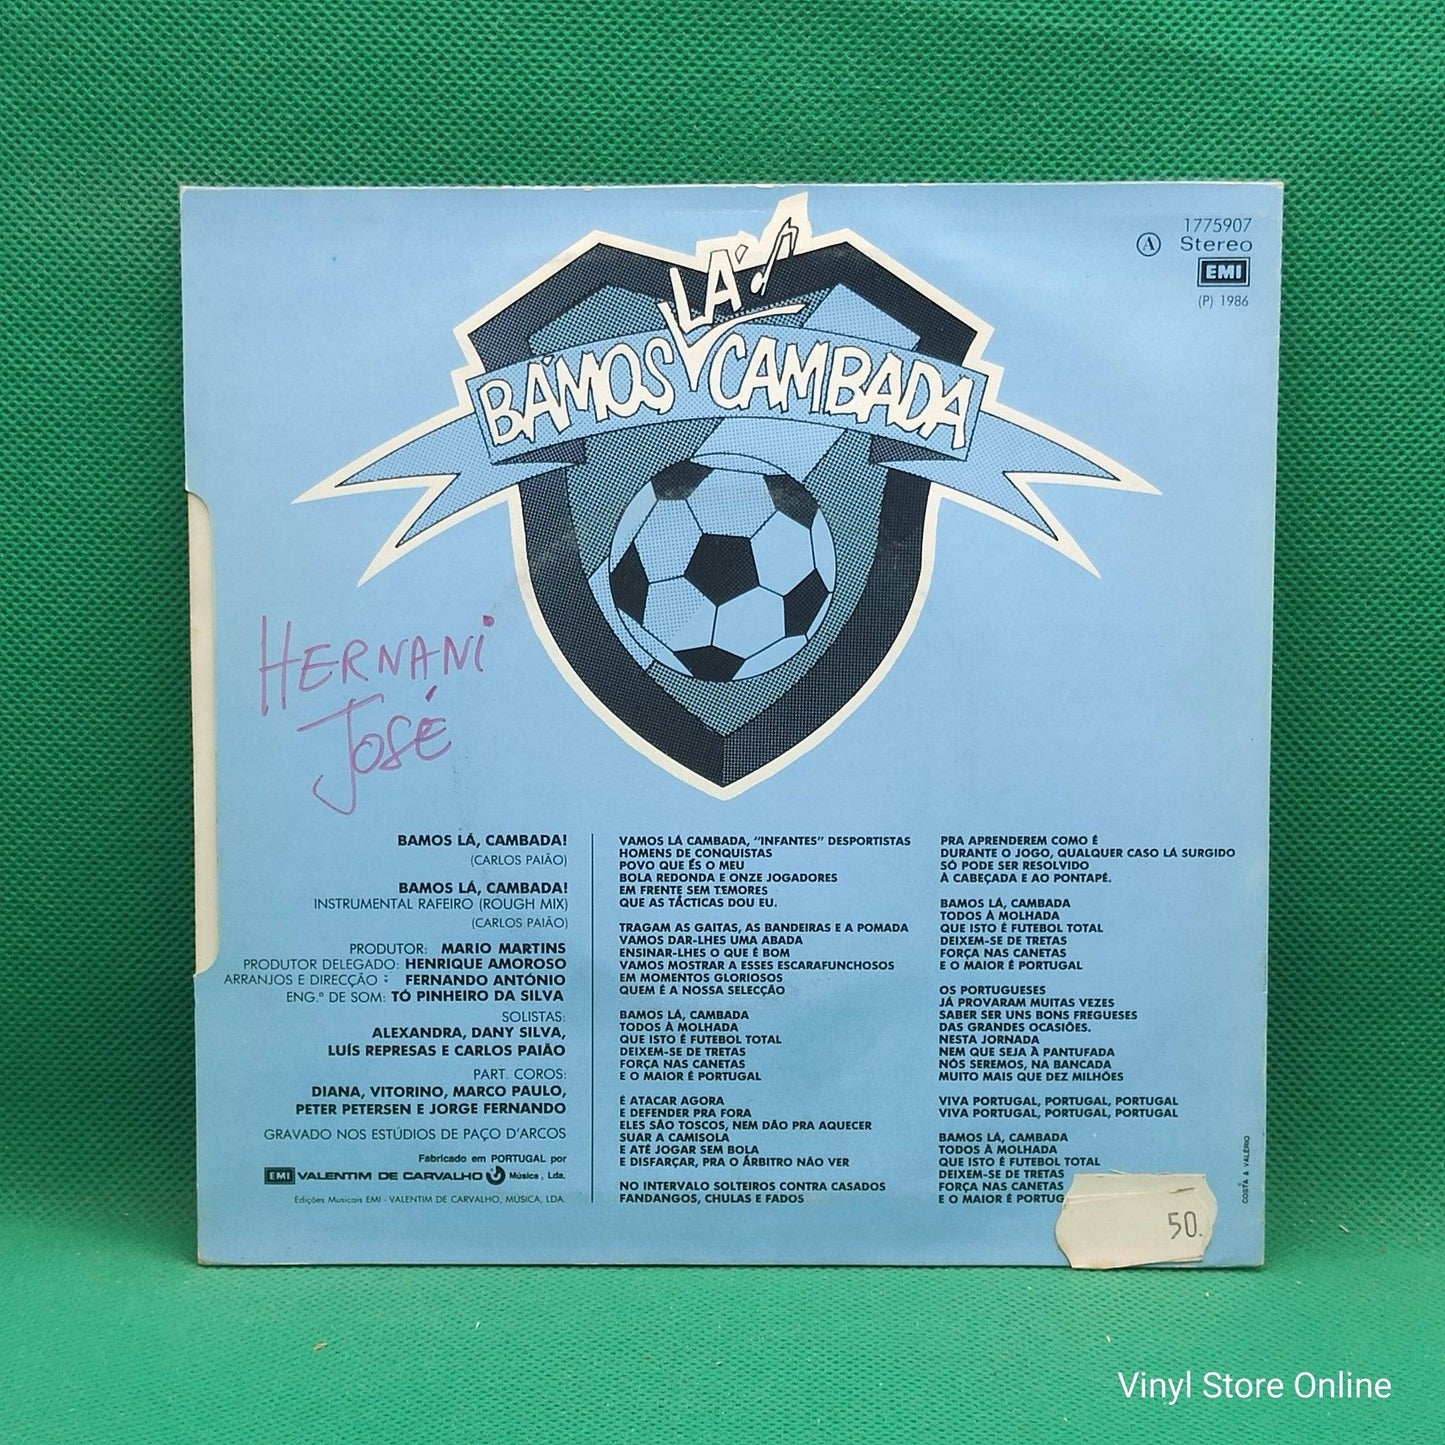 1775907
A Stereo
EMI
(P) 1986
BÁMOS LÁ CAMBADA
HERNANI
JOSÉ
BAMOS LÁ, CAMBADA!
(CARLOS PAIÃO)
BAMOS LÁ, CAMBADA!
INSTRUMENTAL RAFEIRO (ROUGH MIX)
(CARLOS PAIÃO)
PRODUTOR: MARIO MARTINS
PRODUTOR DELEGADO: HENRIQUE AMOROSO
ARRANJOS E DIRECÇÃO : FERNANDO ANTÓNIO
ENG.º DE SOM: TÓ PINHEIRO DA SILVA
SOLISTAS:
ALEXANDRA, DANY SILVA,
LUÍS REPRESAS E CARLOS PAIÃO
PART. COROS:
DIANA, VITORINO, MARCO PAULO,
PETER PETERSEN E JORGE FERNANDO
GRAVADO NOS ESTÚDIOS DE PAÇO D'ARCOS
Fabricado em PORTUGAL por
EMI VALENTIM DE CARVALHO Música, Lda.
Edições Musicais EMI - VALENTIM DE CARVALHO, MÚSICA, LDA.
VAMOS LÁ CAMBADA, "INFANTES" DESPORTISTAS
HOMENS DE CONQUISTAS
POVO QUE ÉS O MEU
BOLA REDONDA E ONZE JOGADORES
EM FRENTE SEM TEMORES
QUE AS TÁCTICAS DOU EU.
TRAGAM AS GAITAS, AS BANDEIRAS E A POMADA
VAMOS DAR-LHES UMA ABADA
ENSINAR-LHES O QUE É BOM
VAMOS MOSTRAR A ESSES ESCARAFUNCHOSOS
EM MOMENTOS GLORIOSOS
QUEM É A NOSSA SELECÇÃO
BAMOS LÁ, CAMBADA
TODOS À MOLHADA
QUE ISTO É FUTEBOL TOTAL
DEIXEM-SE DE TRETAS
FORÇA NAS CANETAS
E O MAIOR É PORTUGAL
É ATACAR AGORA
E DEFENDER PRA FORA
ELES SÃO TOSCOS, NEM DÃO PRA AQUECER
SUAR A CAMISOLA
E ATÉ JOGAR SEM BOLA
E DISFARÇAR, PRA O ÁRBITRO NÃO VER
NO INTERVALO SOLTEIROS CONTRA CASADOS
FANDANGOS, CHULAS E FADOS
PRA APRENDEREM COMO É
DURANTE O JOGO, QUALQUER CASO LÁ SURGIDO
SÓ PODE SER RESOLVIDO
À CABEÇADA E AO PONTAPÉ.
BAMOS LÁ, CAMBADA
TODOS À MOLHADA
QUE ISTO É FUTEBOL TOTAL
DEIXEM-SE DE TRETAS
FORÇA NAS CANETAS
E O MAIOR É PORTUGAL
OS PORTUGUESES
JÁ PROVARAM MUITAS VEZES
SABER SER UNS BONS FREGUESES
DAS GRANDES OCASIÕES.
NESTA JORNADA
NEM QUE SEJA À PANTUFADA
NÓS SEREMOS, NA BANCADA
MUITO MAIS QUE DEZ MILHÕES
VIVA PORTUGAL, PORTUGAL, PORTUGAL
VIVA PORTUGAL, PORTUGAL, PORTUGAL
BAMOS LÁ, CAMBADA
TODOS À MOLHADA
QUE ISTO É FUTEBOL TOTAL
DEIXEM-SE DE TRETAS
FORÇA NAS CANETAS
E O MAIOR É PORTUG
50.
COSTA & VALÉRIO
Vinyl Store Online